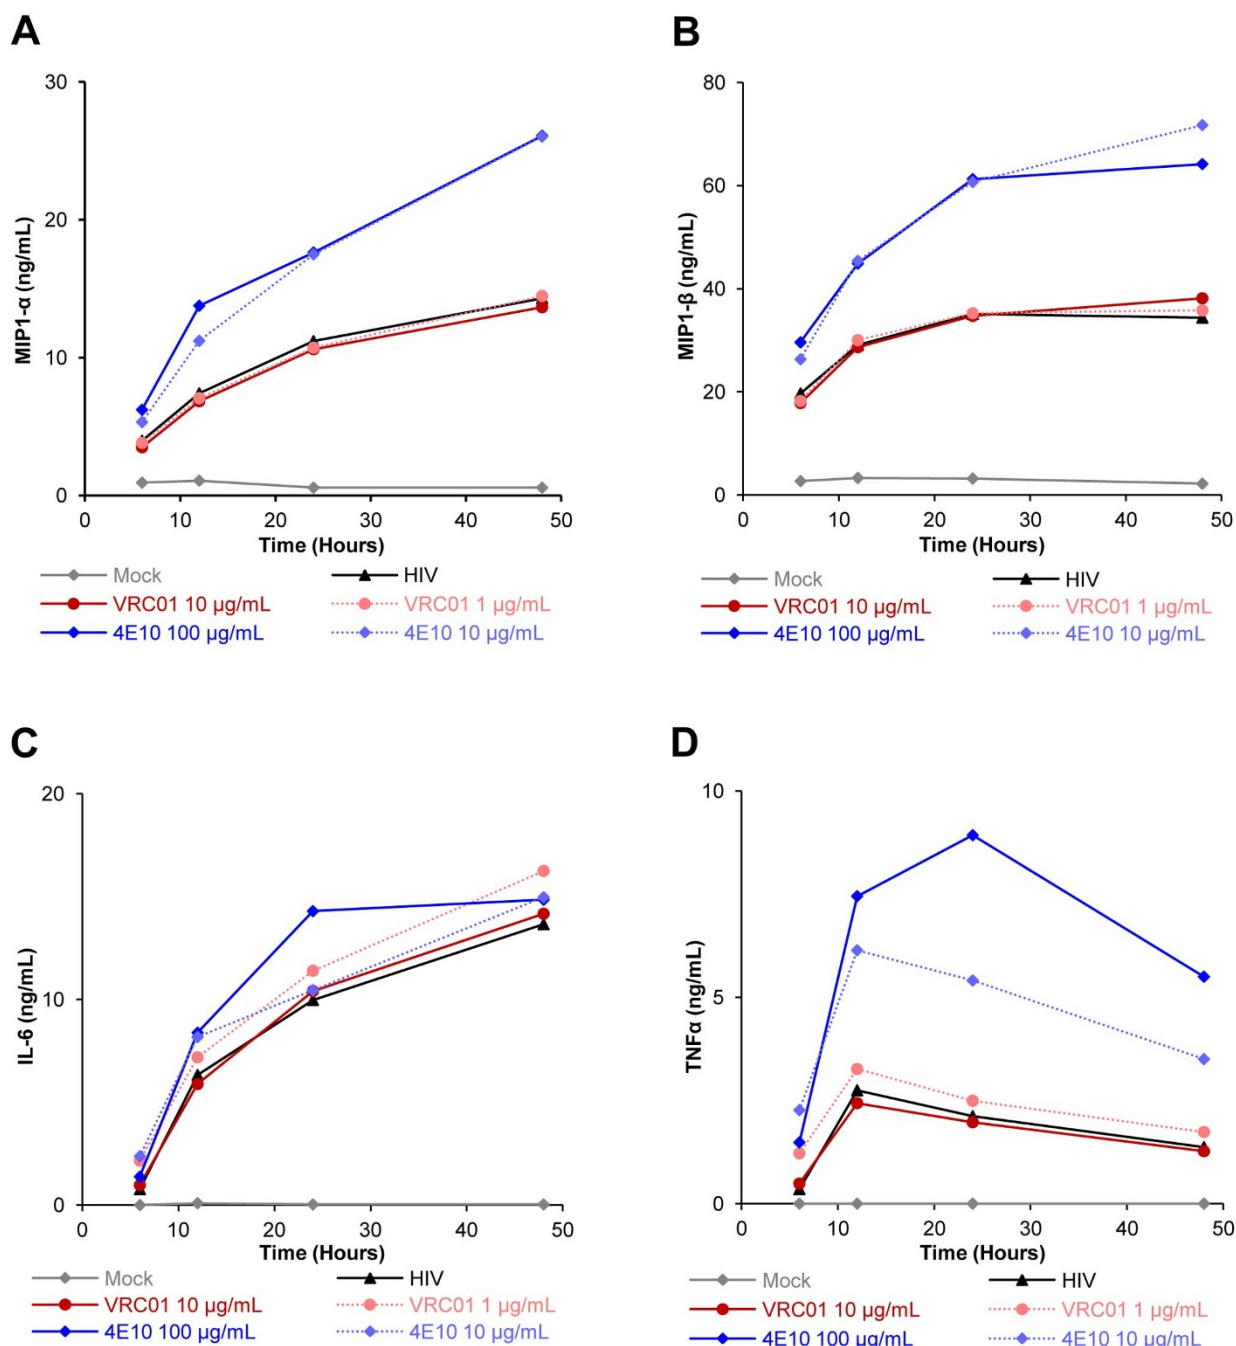 A
B
30
20
10
0
MIP1-α (ng/mL)
0 10 20 30 40 50
Time (Hours)
Mock HIV
VRC01 10 µg/mL VRC01 1 µg/mL
4E10 100 µg/mL 4E10 10 µg/mL
80
60
40
20
0
MIP1-β (ng/mL)
0 10 20 30 40 50
Time (Hours)
Mock HIV
VRC01 10 µg/mL VRC01 1 µg/mL
4E10 100 µg/mL 4E10 10 µg/mL
C
D
20
10
0
IL-6 (ng/mL)
0 10 20 30 40 50
Time (Hours)
Mock HIV
VRC01 10 µg/mL VRC01 1 µg/mL
4E10 100 µg/mL 4E10 10 µg/mL
10
5
0
TNFα (ng/mL)
0 10 20 30 40 50
Time (Hours)
Mock HIV
VRC01 10 µg/mL VRC01 1 µg/mL
4E10 100 µg/mL 4E10 10 µg/mL